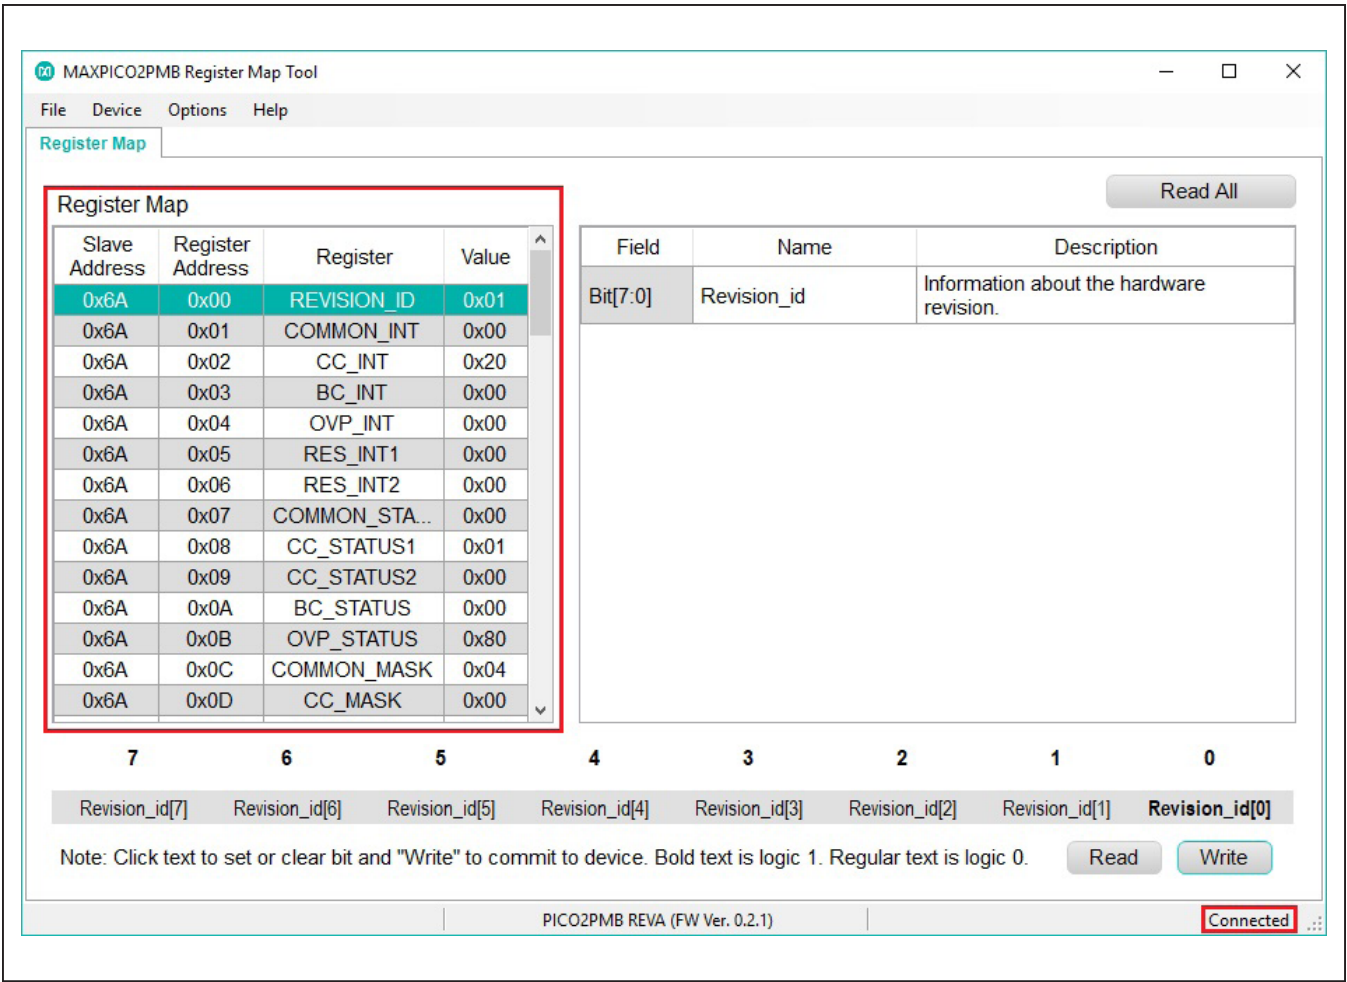 MAXPICO2PMB Register Map Tool
File Device Options Help
Register Map
Read All
Register Map
Slave Address Register Address Register Value
0x6A 0x00 REVISION_ID 0x01
0x6A 0x01 COMMON_INT 0x00
0x6A 0x02 CC_INT 0x20
0x6A 0x03 BC_INT 0x00
0x6A 0x04 OVP_INT 0x00
0x6A 0x05 RES_INT1 0x00
0x6A 0x06 RES_INT2 0x00
0x6A 0x07 COMMON_STA... 0x00
0x6A 0x08 CC_STATUS1 0x01
0x6A 0x09 CC_STATUS2 0x00
0x6A 0x0A BC_STATUS 0x00
0x6A 0x0B OVP_STATUS 0x80
0x6A 0x0C COMMON_MASK 0x04
0x6A 0x0D CC_MASK 0x00
Field Name Description
Bit[7:0] Revision_id Information about the hardware
revision.
7 6 5 4 3 2 1 0
Revision_id[7] Revision_id[6] Revision_id[5] Revision_id[4] Revision_id[3] Revision_id[2] Revision_id[1] Revision_id[0]
Note: Click text to set or clear bit and "Write" to commit to device. Bold text is logic 1. Regular text is logic 0. Read Write
PICO2PMB REVA (FW Ver. 0.2.1) Connected